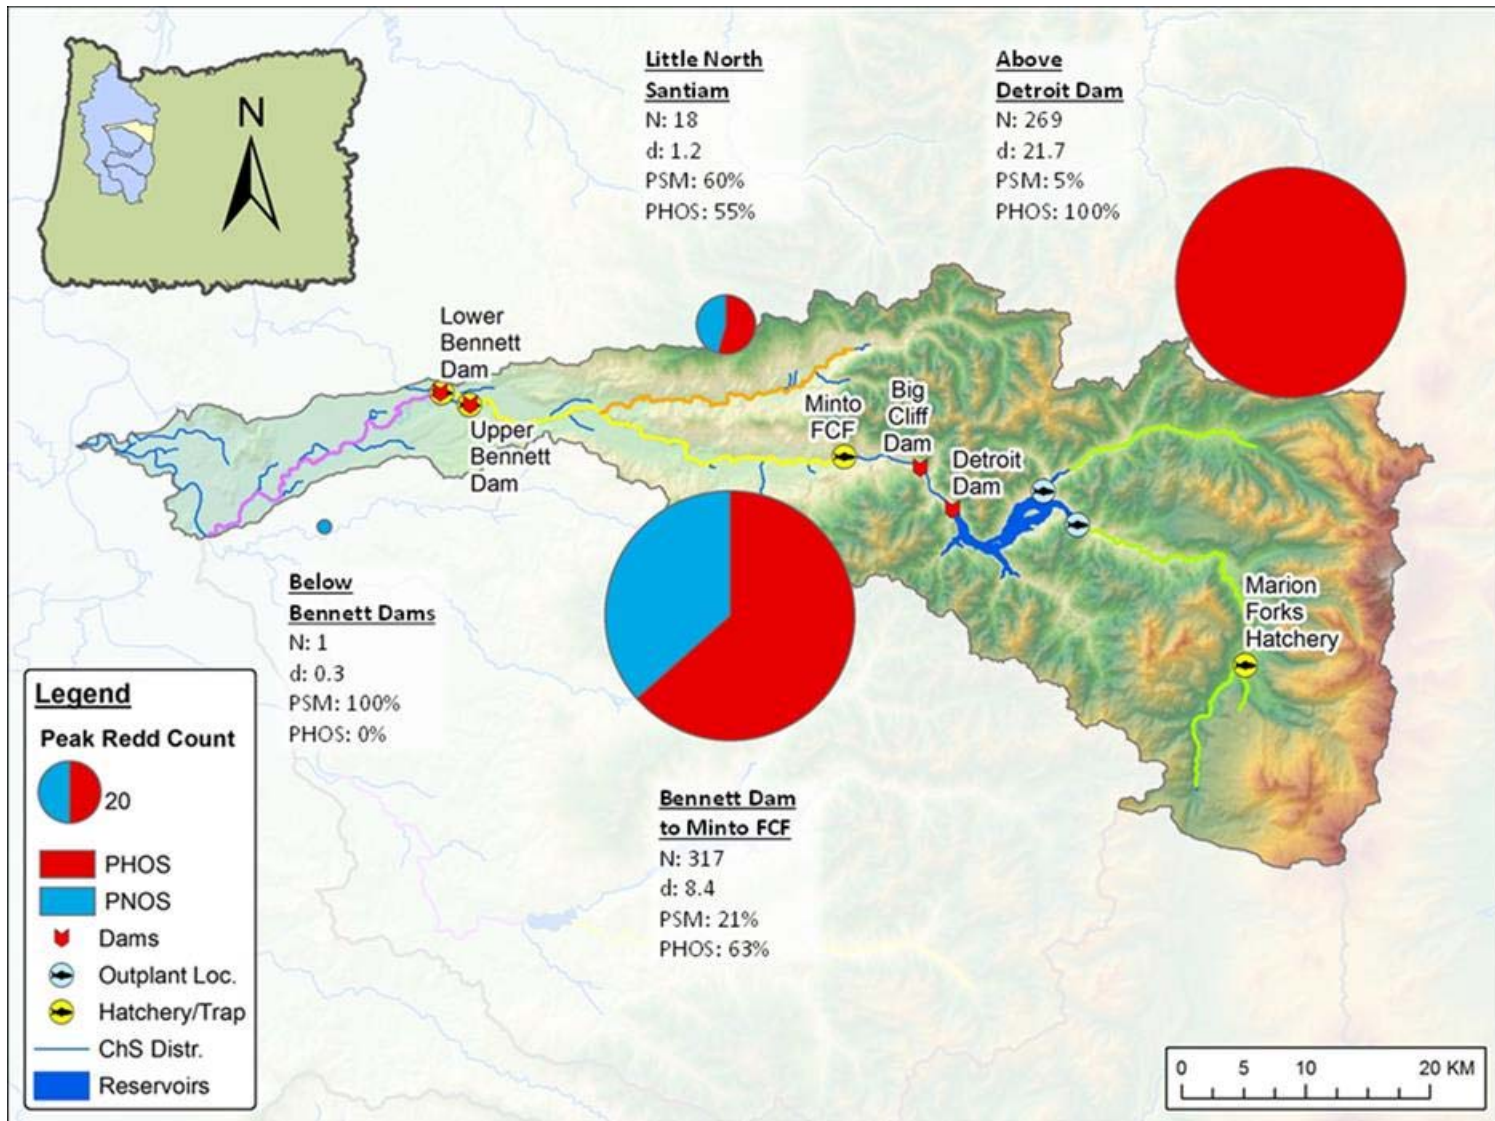 N
Little North
Santiam
N: 18
d: 1.2
PSM: 60%
PHOS: 55%
Above
Detroit Dam
N: 269
d: 21.7
PSM: 5%
PHOS: 100%
Lower
Bennett
Dam
Upper
Bennett
Dam
Minto
FCF
Big
Cliff
Dam
Detroit
Dam
Marion
Forks
Hatchery
Below
Bennett Dams
N: 1
d: 0.3
PSM: 100%
PHOS: 0%
Bennett Dam
to Minto FCF
N: 317
d: 8.4
PSM: 21%
PHOS: 63%
Legend
Peak Redd Count
20
PHOS
PNOS
Dams
Outplant Loc.
Hatchery/Trap
ChS Distr.
Reservoirs
0 5 10 20 KM